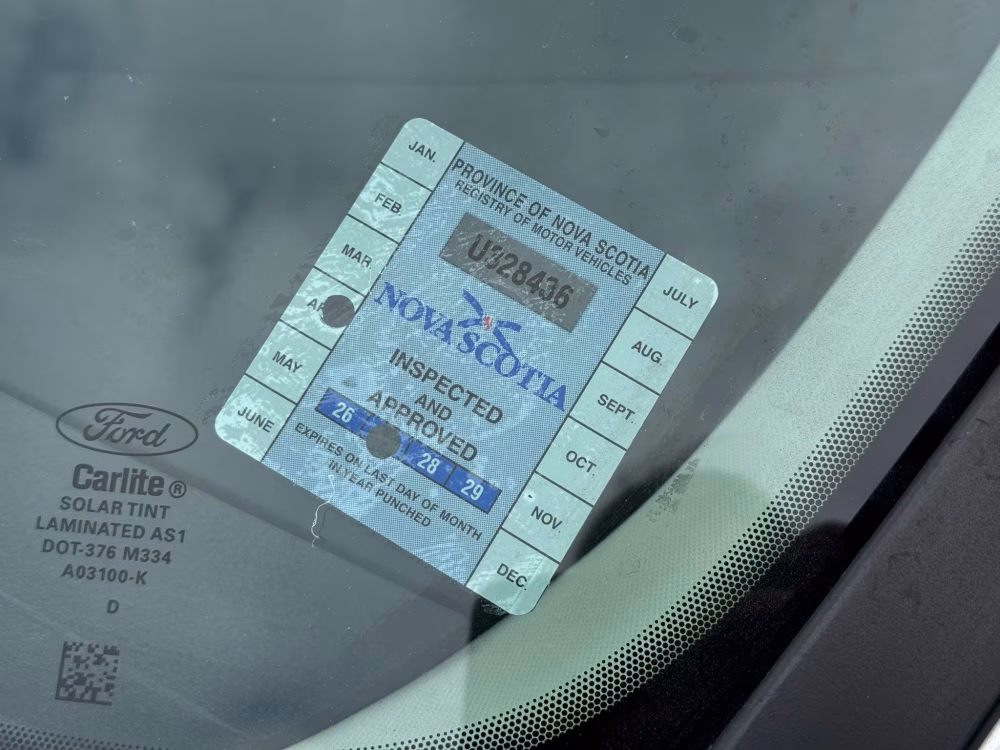 JAN.
FEB.
MAR.
MAY
JUNE
PROVINCE OF NOVA SCOTIA
REGISTRY OF MOTOR VEHICLES
U328436
NOVA SCOTIA
INSPECTED
AND
APPROVED
26 28 29
EXPIRES ON LAST DAY OF MONTH
IN YEAR PUNCHED
JULY
AUG.
SEPT.
OCT.
NOV.
DEC.
Ford
Carlite®
SOLAR TINT
LAMINATED AS1
DOT-376 M334
A03100-K
D